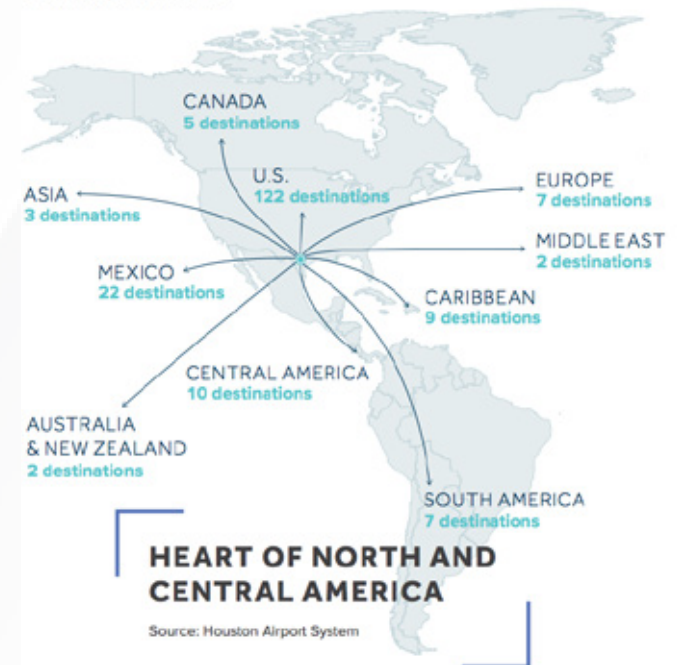 CANADA
5 destinations
U.S.
122 destinations
ASIA
3 destinations
EUROPE
7 destinations
MIDDLE EAST
2 destinations
MEXICO
22 destinations
CARIBBEAN
9 destinations
CENTRAL AMERICA
10 destinations
AUSTRALIA
& NEW ZEALAND
2 destinations
SOUTH AMERICA
7 destinations
HEART OF NORTH AND
CENTRAL AMERICA
Source: Houston Airport System